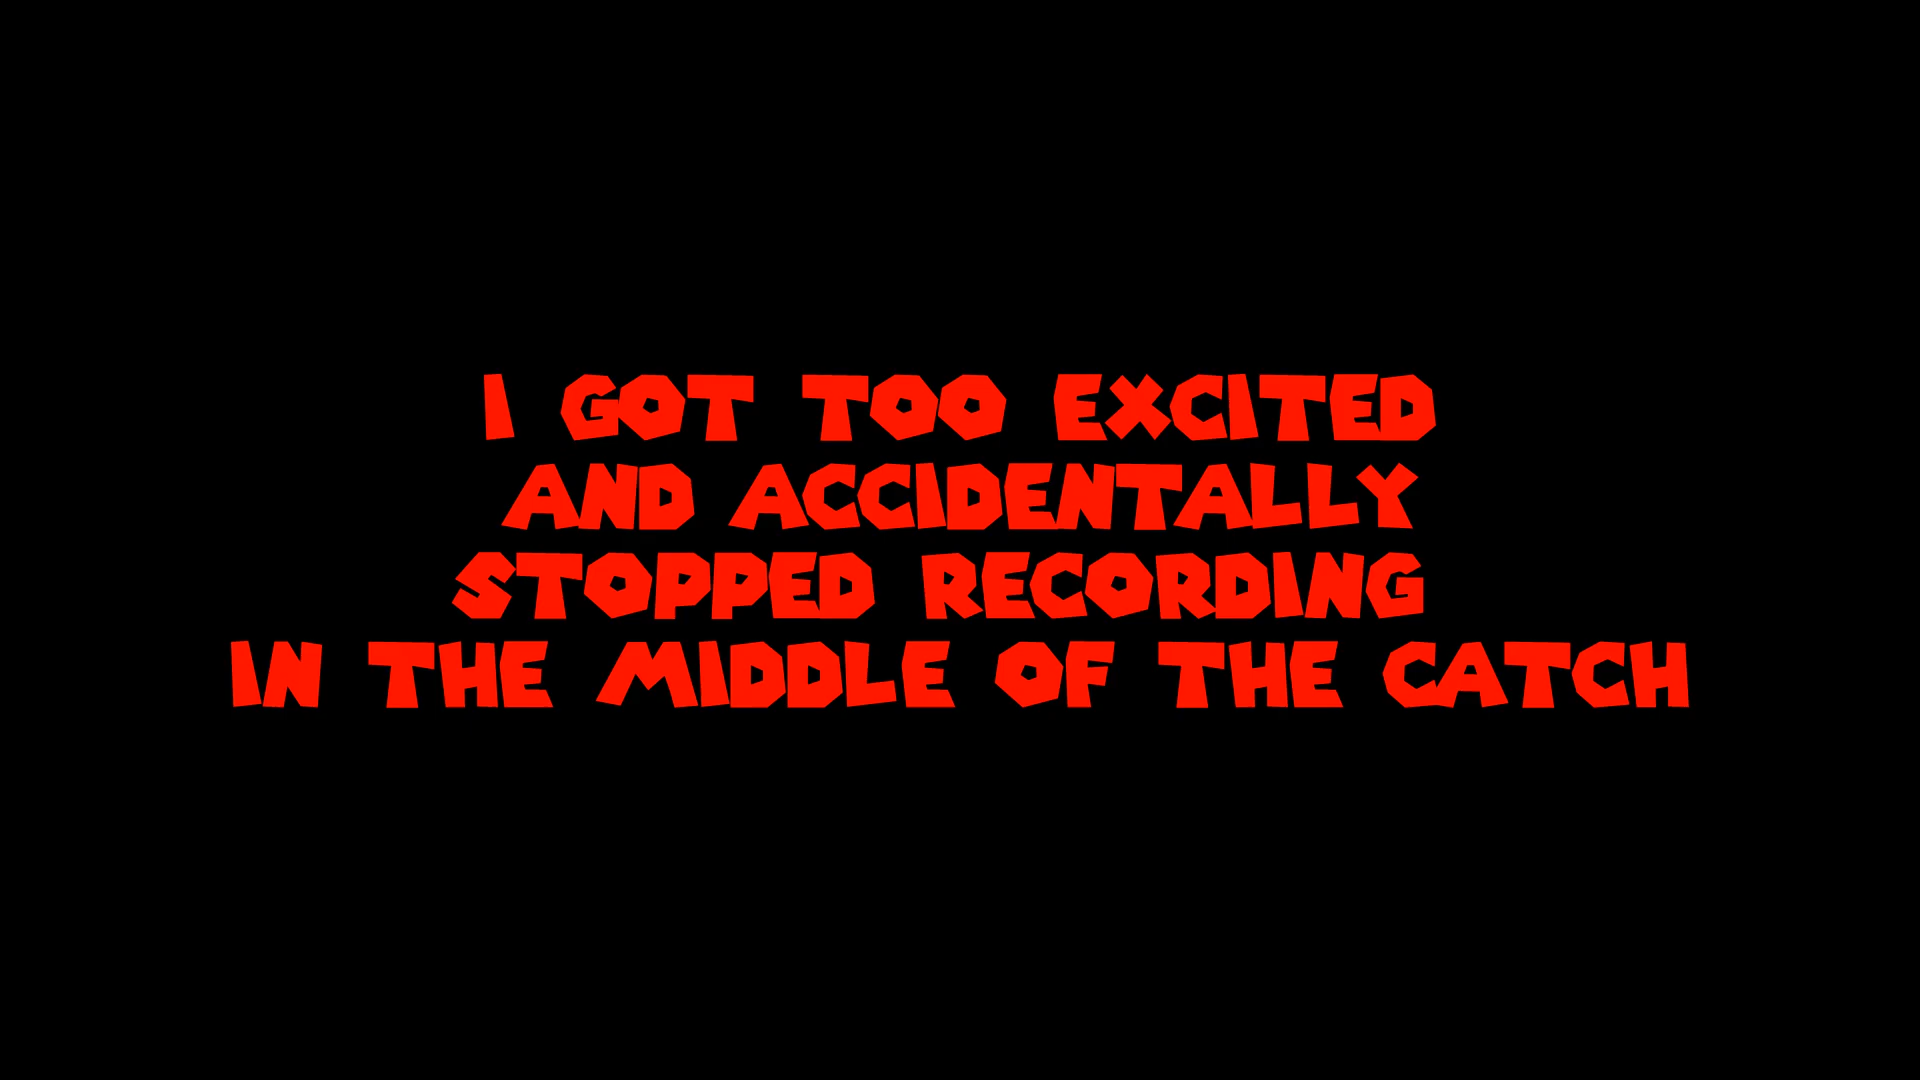 I GOT TOO EXCITED
AND ACCIDENTALLY
STOPPED RECORDING
IN THE MIDDLE OF THE CATCH